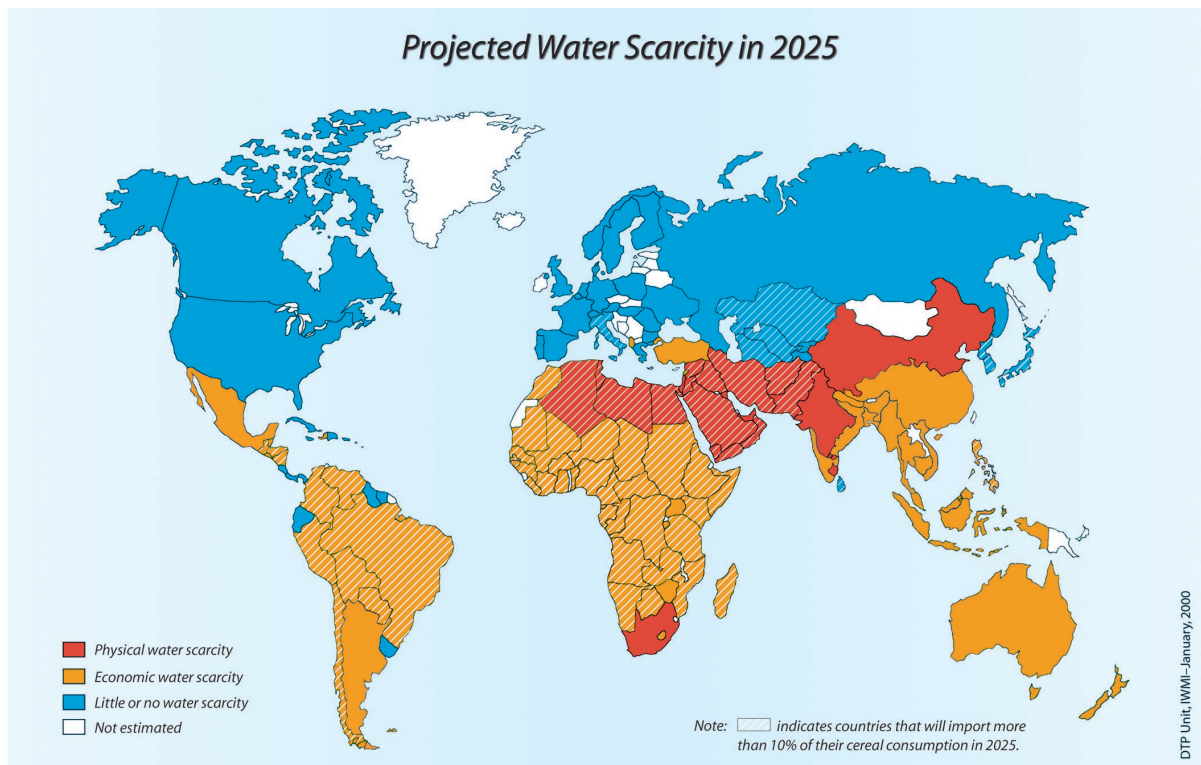 Projected Water Scarcity in 2025
Physical water scarcity
Economic water scarcity
Little or no water scarcity
Not estimated
Note: indicates countries that will import more
than 10% of their cereal consumption in 2025.
DTP Unit, IWMI–January, 2000